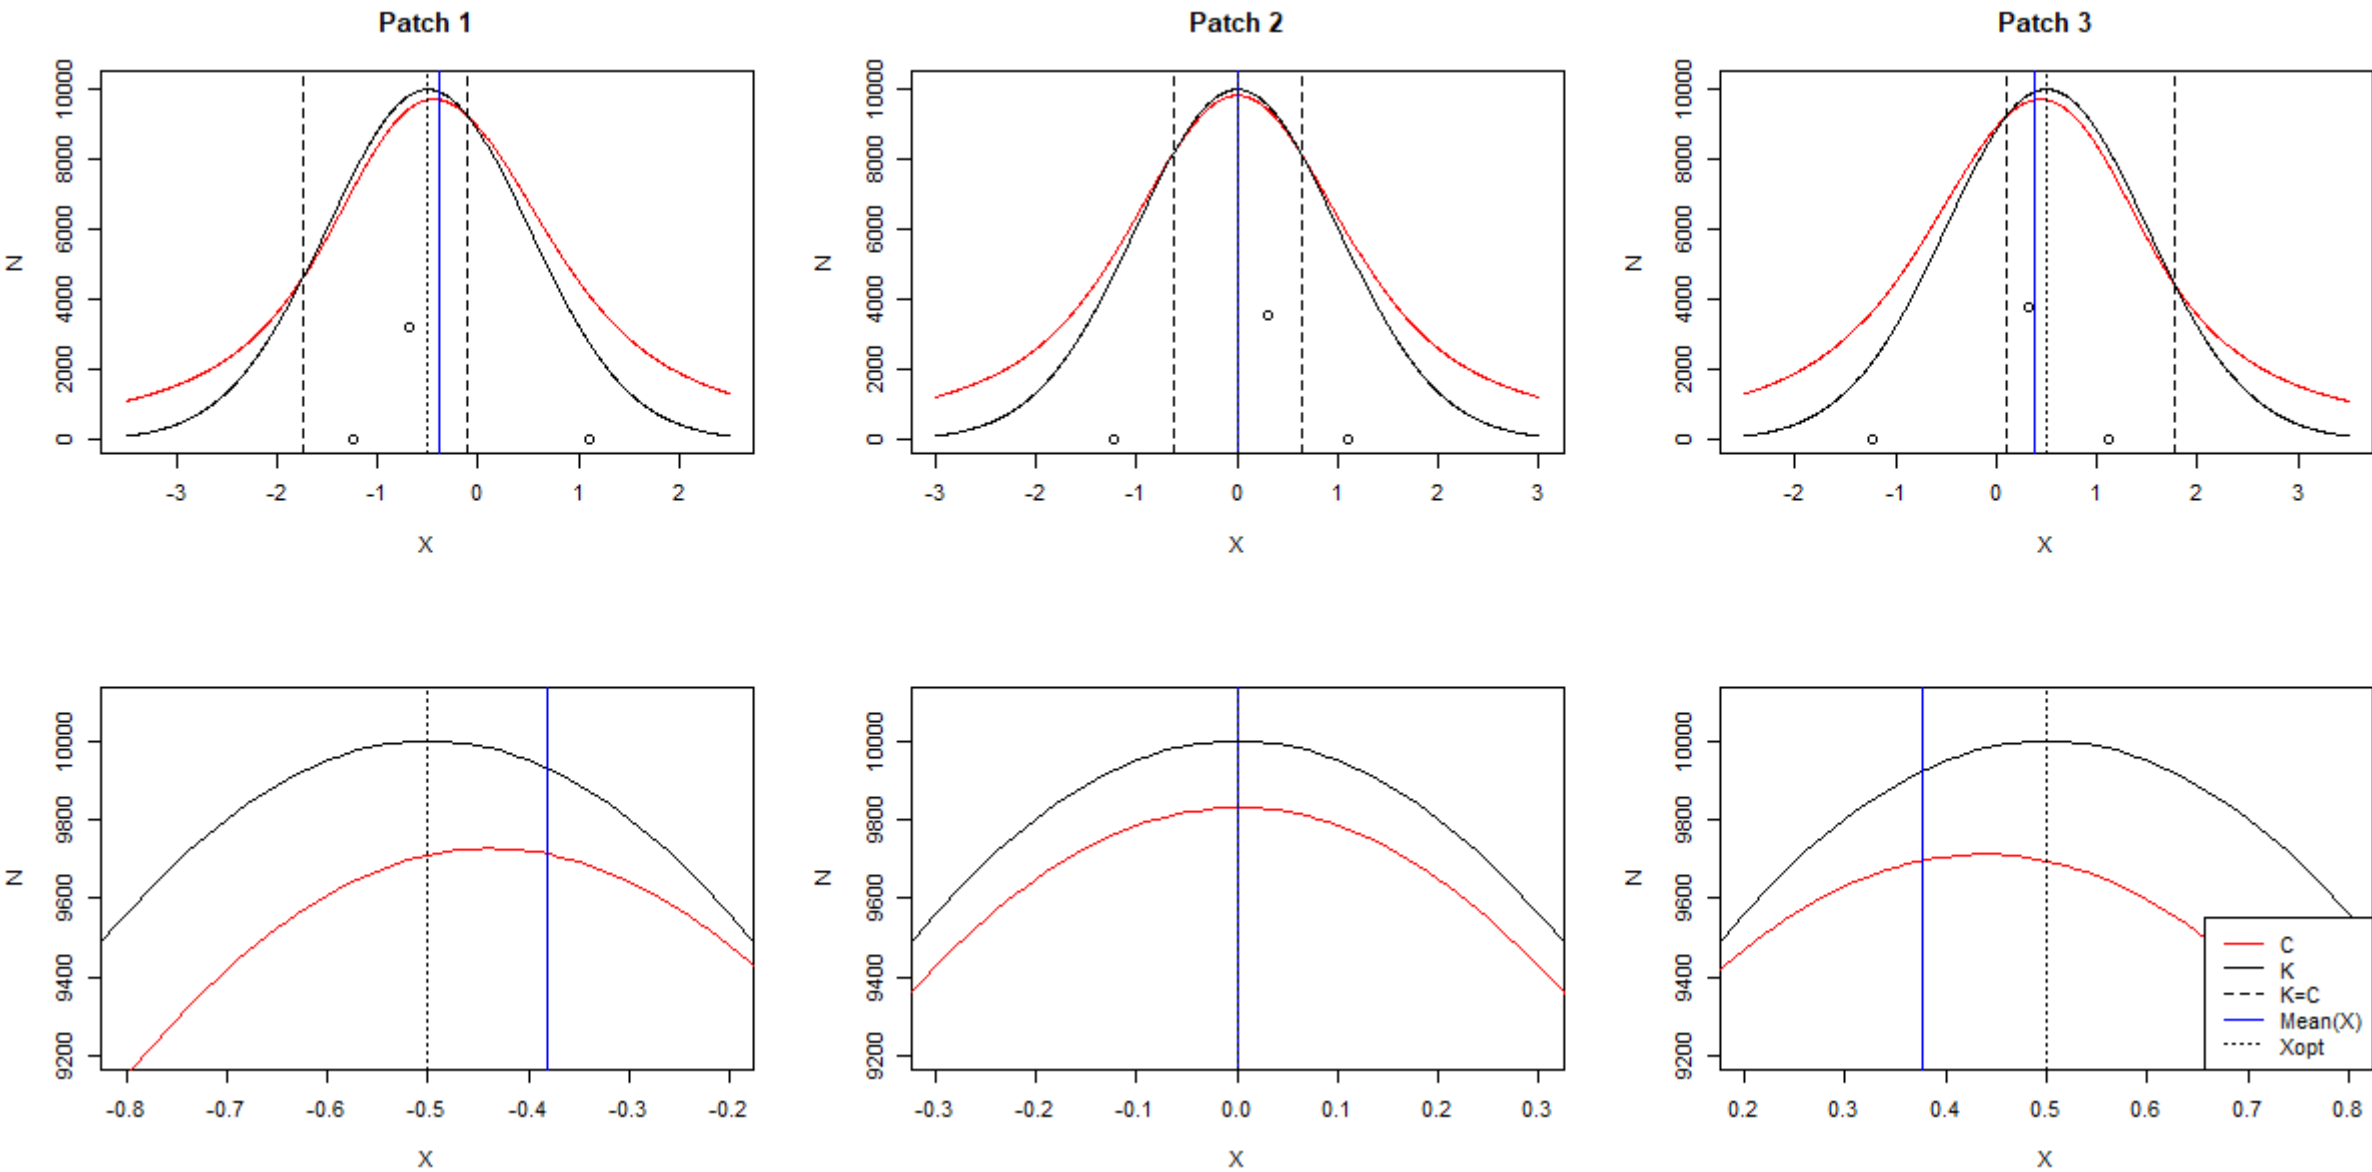 Patch 1
Patch 2
Patch 3
N
0 2000 4000 6000 8000 10000
-3 -2 -1 0 1 2
X
N
0 2000 4000 6000 8000 10000
-3 -2 -1 0 1 2 3
X
N
0 2000 4000 6000 8000 10000
-2 -1 0 1 2 3
X
N
9200 9400 9600 9800 10000
-0.8 -0.7 -0.6 -0.5 -0.4 -0.3 -0.2
X
N
9200 9400 9600 9800 10000
-0.3 -0.2 -0.1 0.0 0.1 0.2 0.3
X
N
9200 9400 9600 9800 10000
0.2 0.3 0.4 0.5 0.6 0.7 0.8
X
C
K
K=C
Mean(X)
Xopt